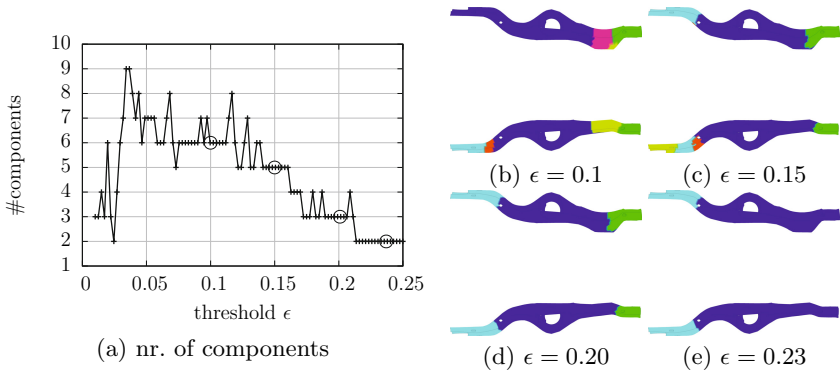 10
9
8
7
6
5
4
3
2
1
#components
0
0.05
0.1
0.15
0.2
0.25
threshold ϵ
(a) nr. of components
(b) ϵ = 0.1
(c) ϵ = 0.15
(d) ϵ = 0.20
(e) ϵ = 0.23